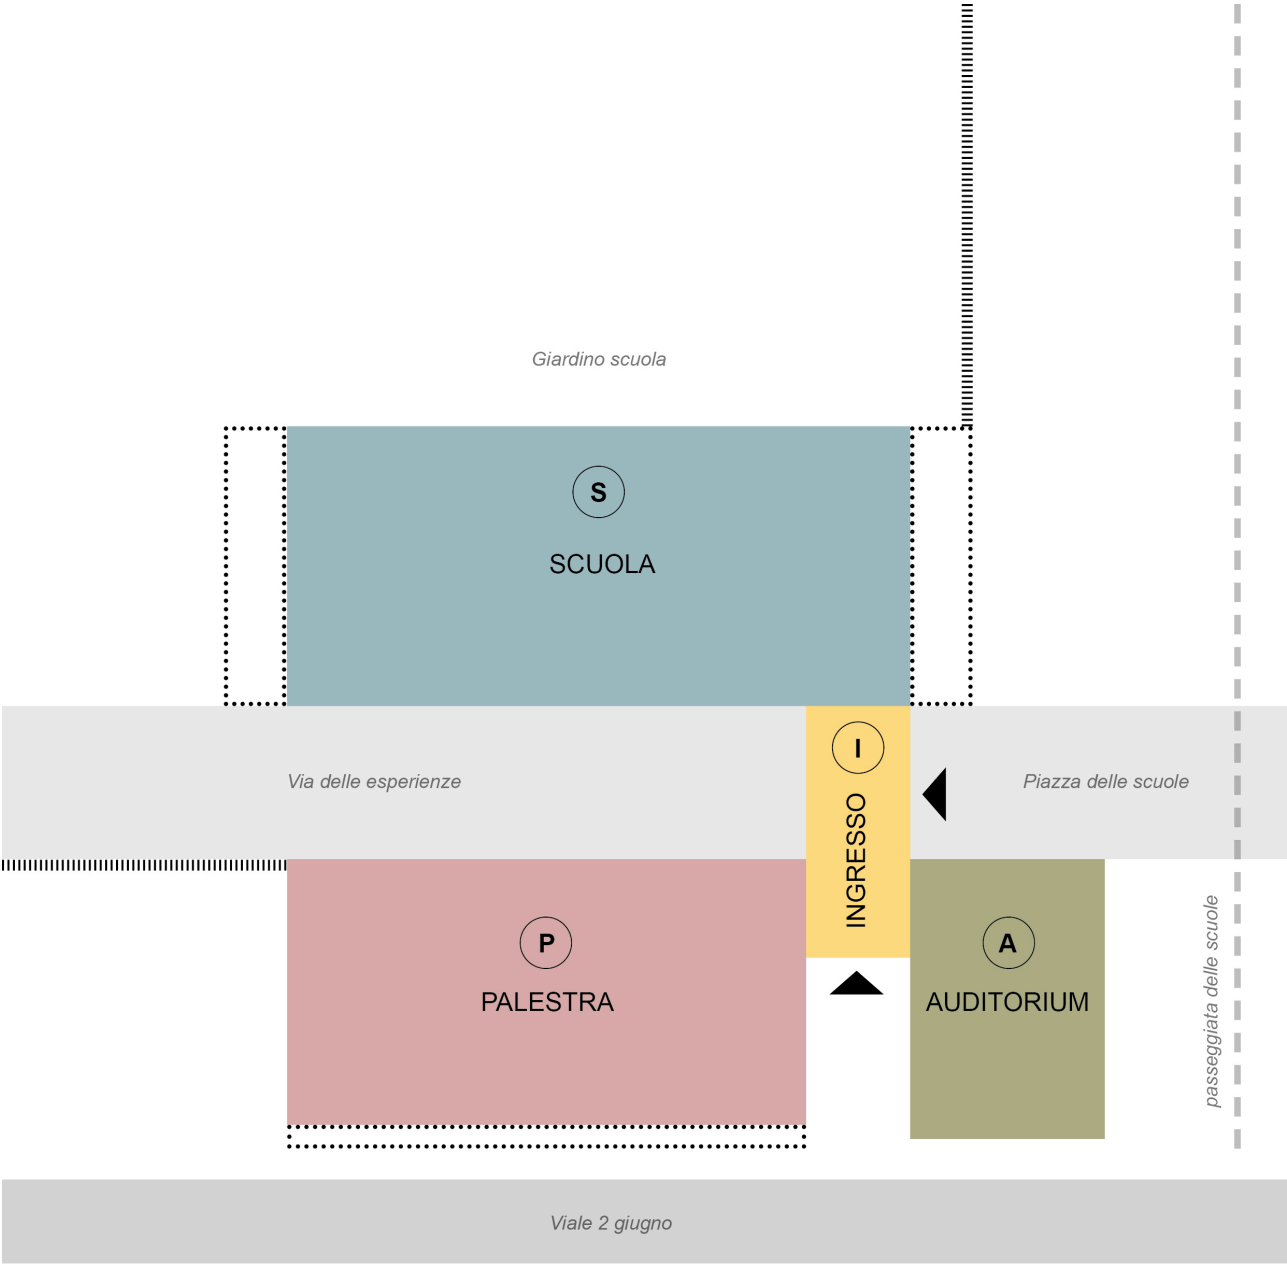 Giardino scuola
S
SCUOLA
I
INGRESSO
Via delle esperienze
Piazza delle scuole
P
PALESTRA
A
AUDITORIUM
passeggiata delle scuole
Viale 2 giugno